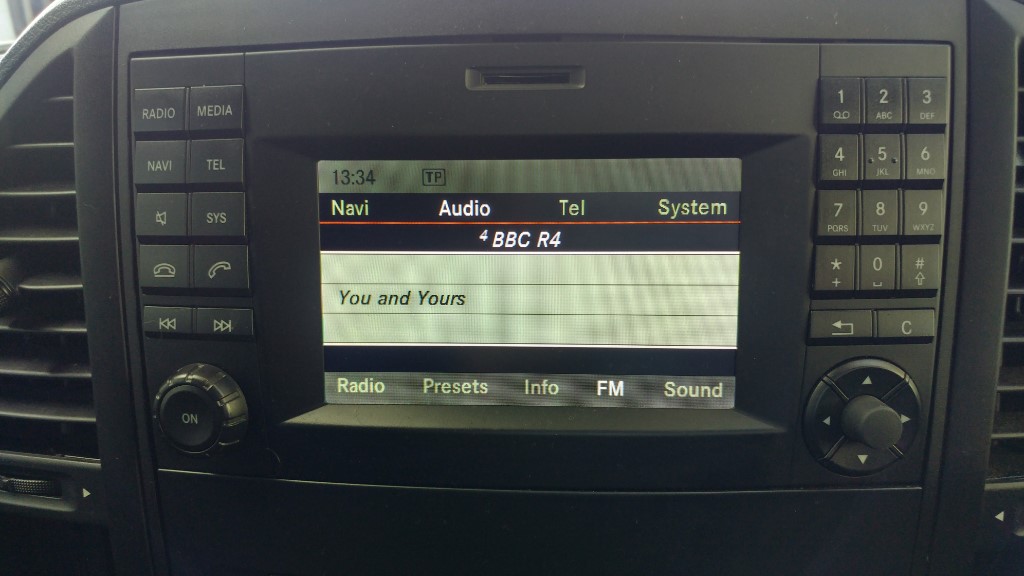 RADIO MEDIA
NAVI TEL
SYS
ON
13:34 TP
Navi Audio Tel System
4 BBC R4
You and Yours
Radio Presets Info FM Sound
1 2 ABC 3 DEF
4 GHI 5 JKL 6 MNO
7 PQRS 8 TUV 9 WXYZ
* + 0 #
C